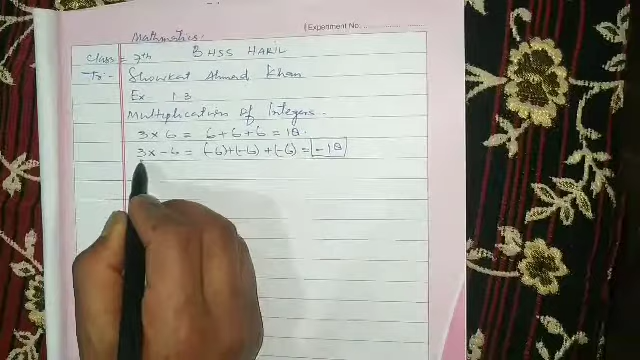 (Experiment No.
Mathmatics.
Class = 7th BHSS HARIL
Tr:- Showkat Ahmad Khan
Ex 1.3
Multiplication of Integers.
3 x 6 = 6 + 6 + 6 = 18.
3 x - 6 = (-6) + (-6) + (-6) = -18